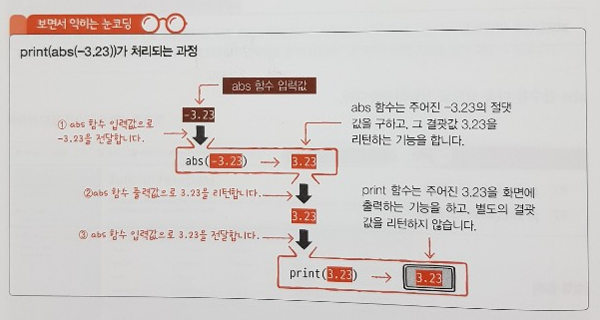 보면서 익히는 눈코딩
print(abs(-3.23))가 처리되는 과정
abs 함수 입력값
-3.23
① abs 함수 입력값으로
-3.23을 전달합니다.
abs 함수는 주어진 -3.23의 절댓
값을 구하고, 그 결괏값 3.23을
리턴하는 기능을 합니다.
abs(-3.23) → 3.23
②abs 함수 출력값으로 3.23을 리턴합니다.
3.23
③ abs 함수 입력값으로 3.23을 전달합니다.
print 함수는 주어진 3.23을 화면에
출력하는 기능을 하고, 별도의 결괏
값을 리턴하지 않습니다.
print(3.23) → 3.23